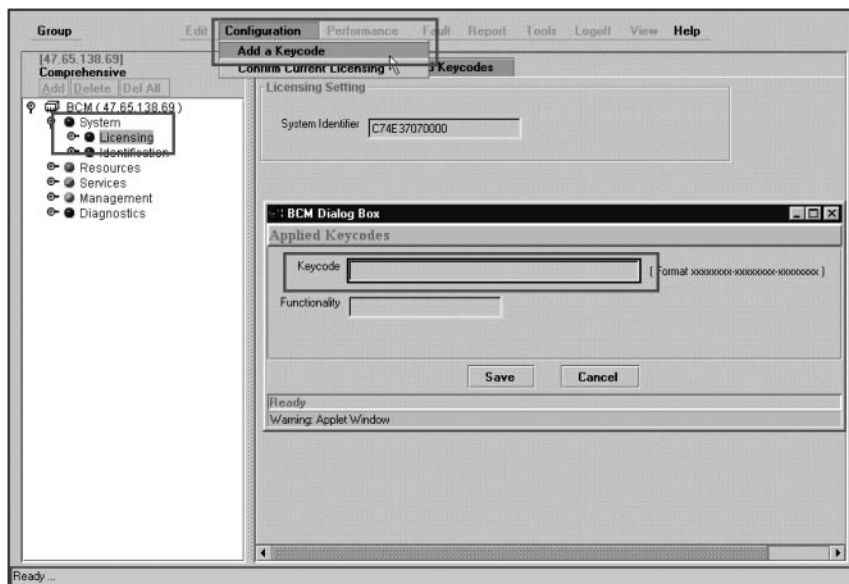 Group Edit Configuration Performance Fault Report Tools Logoff View Help
Add a Keycode
Confirm Current Licensing Keycodes
[47.65.138.69]
Comprehensive
Add Delete Del All
BCM (47.65.138.69)
System
Licensing
Identification
Resources
Services
Management
Diagnostics
Licensing Setting
System Identifier C74E37070000
BCM Dialog Box
Applied Keycodes
Keycode ( Format xxxxxxxx-xxxxxxxx-xxxxxxxx )
Functionality
Save Cancel
Ready
Warning: Applet Window
Ready ...